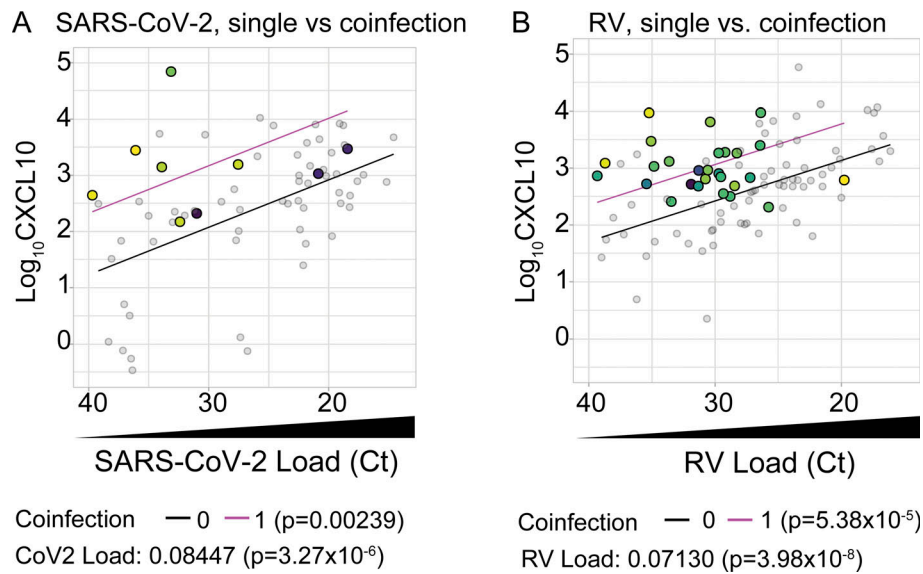 A SARS-CoV-2, single vs coinfection
Log10CXCL10
5
4
3
2
1
0
40 30 20
SARS-CoV-2 Load (Ct)
Coinfection 0 1 (p=0.00239)
CoV2 Load: 0.08447 (p=3.27x10-6)
B RV, single vs. coinfection
Log10CXCL10
5
4
3
2
1
0
40 30 20
RV Load (Ct)
Coinfection 0 1 (p=5.38x10-5)
RV Load: 0.07130 (p=3.98x10-8)